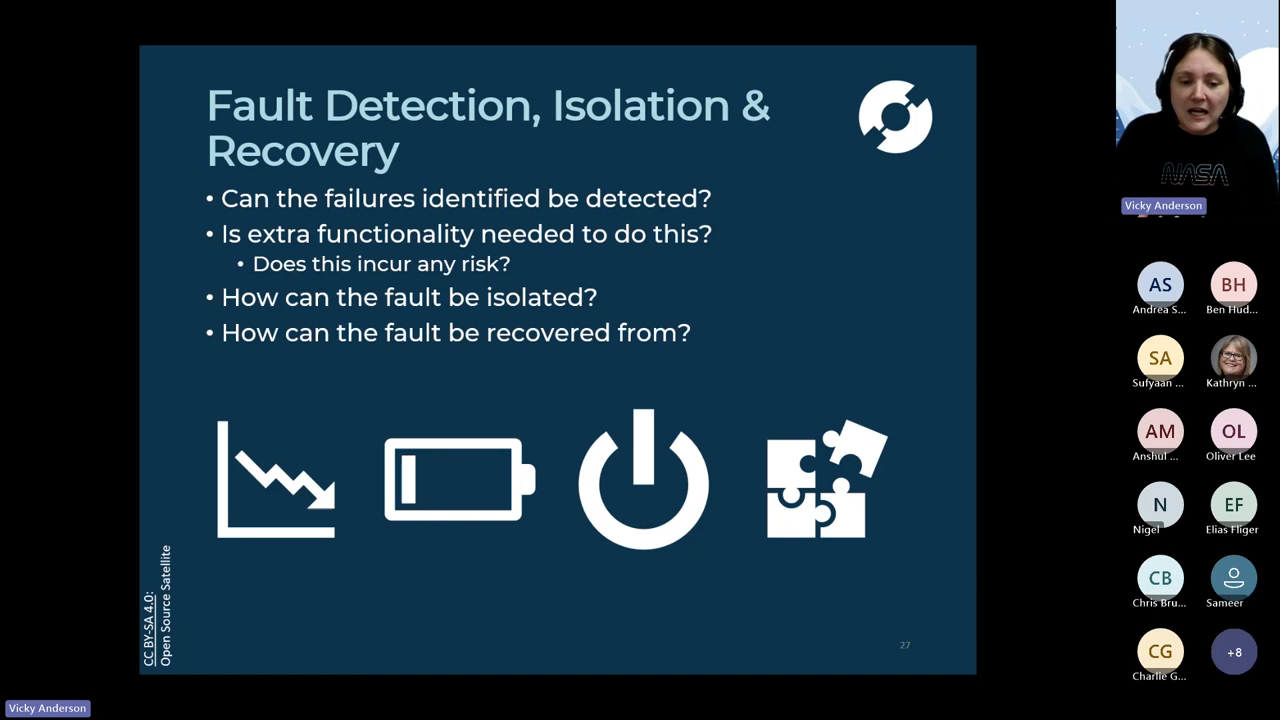 Fault Detection, Isolation &
Recovery
• Can the failures identified be detected?
• Is extra functionality needed to do this?
• Does this incur any risk?
• How can the fault be isolated?
• How can the fault be recovered from?
CC BY-SA 4.0:
Open Source Satellite
27
NASA
Vicky Anderson
AS
Andrea S...
BH
Ben Hud...
SA
Sufyaan ...
Kathryn ...
AM
Anshul ...
OL
Oliver Lee
N
Nigel
EF
Elias Fliger
CB
Chris Bru...
Sameer
CG
Charlie G...
+8
Vicky Anderson